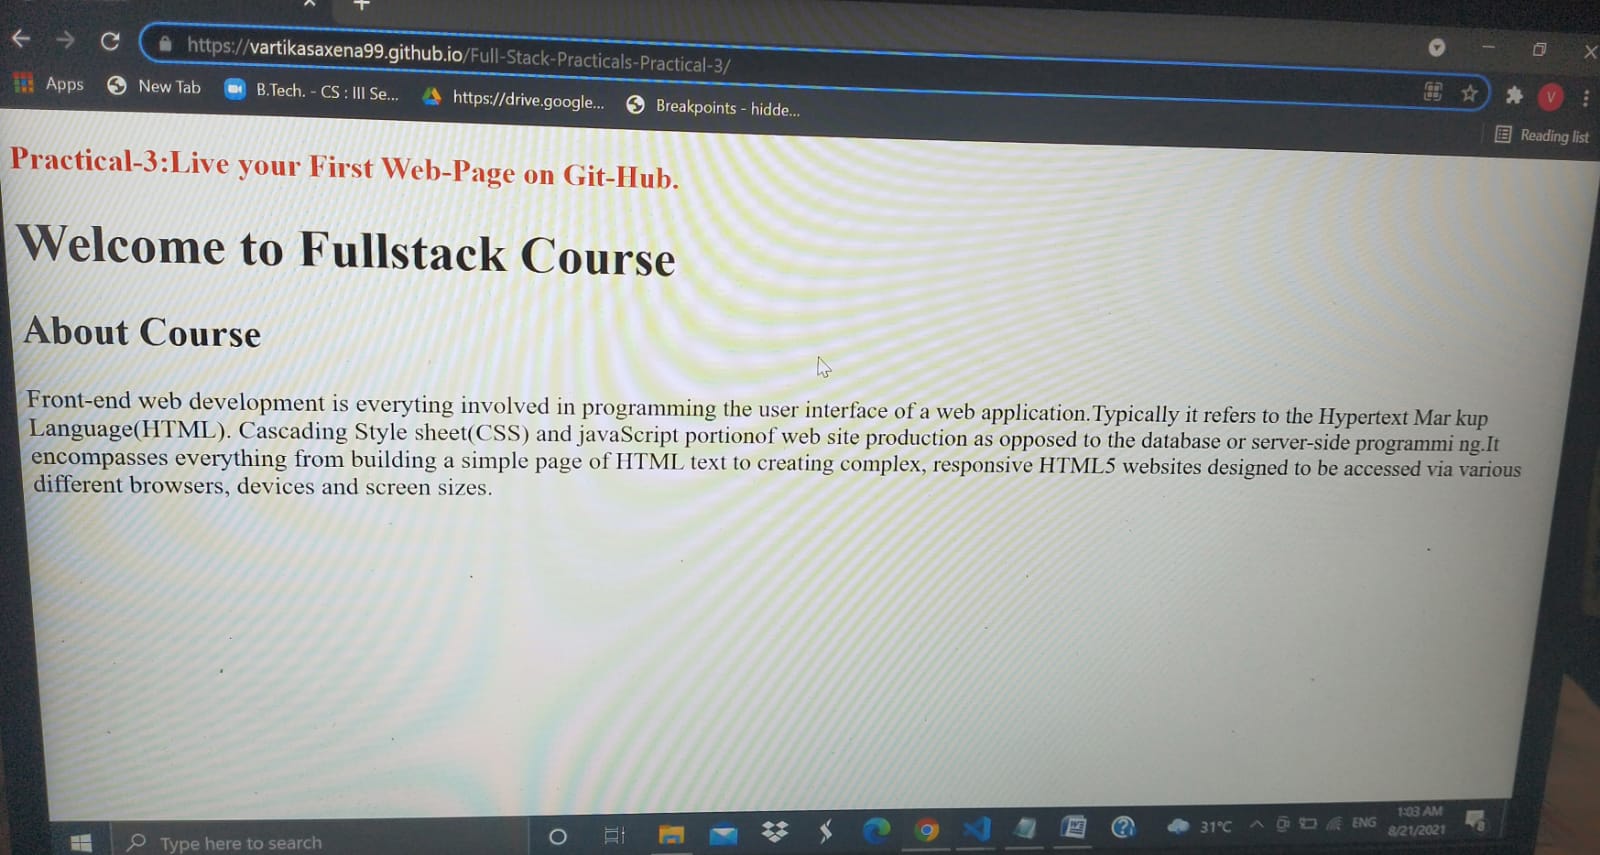 https://vartikasaxena99.github.io/Full-Stack-Practicals-Practical-3/
Apps New Tab B.Tech. - CS : III Se... https://drive.google... Breakpoints - hidde... V
Reading list
Practical-3:Live your First Web-Page on Git-Hub.
Welcome to Fullstack Course
About Course
Front-end web development is everyting involved in programming the user interface of a web application.Typically it refers to the Hypertext Mar kup
Language(HTML). Cascading Style sheet(CSS) and javaScript portionof web site production as opposed to the database or server-side programmi ng.It
encompasses everything from building a simple page of HTML text to creating complex, responsive HTML5 websites designed to be accessed via various
different browsers, devices and screen sizes.
Type here to search 31°C ENG 1:03 AM
8/21/2021 8